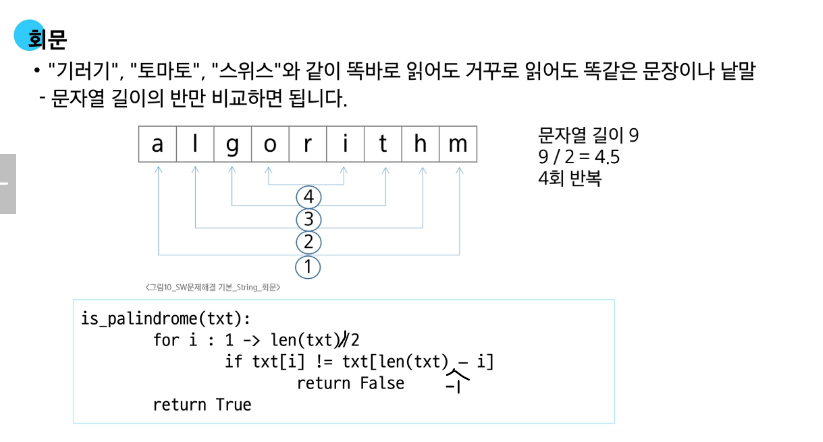 회문
• "기러기", "토마토", "스위스"와 같이 똑바로 읽어도 거꾸로 읽어도 똑같은 문장이나 낱말
- 문자열 길이의 반만 비교하면 됩니다.
a l g o r i t h m
문자열 길이 9
9 / 2 = 4.5
4회 반복
4
3
2
1
<그림10_SW문제해결 기본_String_회문>
is_palindrome(txt):
for i : 1 -> len(txt)//2
if txt[i] != txt[len(txt) - i]
-1
return False
return True